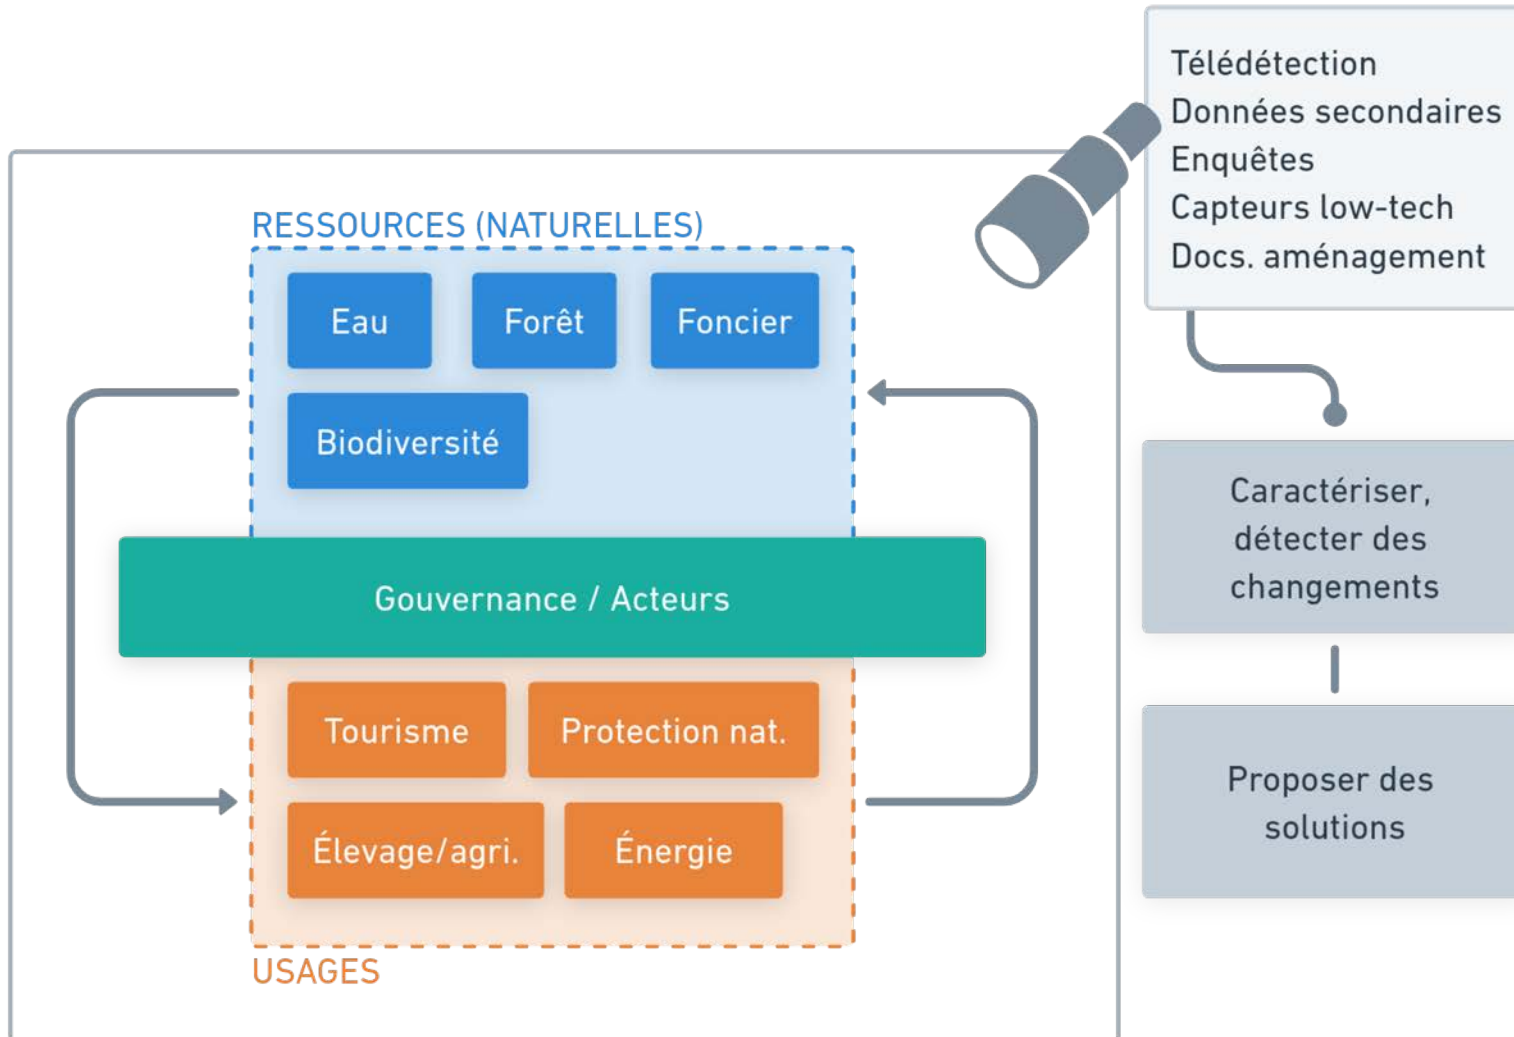 Télédétection
Données secondaires
Enquêtes
Capteurs low-tech
Docs. aménagement
RESSOURCES (NATURELLES)
Eau
Forêt
Foncier
Biodiversité
Gouvernance / Acteurs
Tourisme
Protection nat.
Élevage/agri.
Énergie
USAGES
Caractériser,
détecter des
changements
Proposer des
solutions